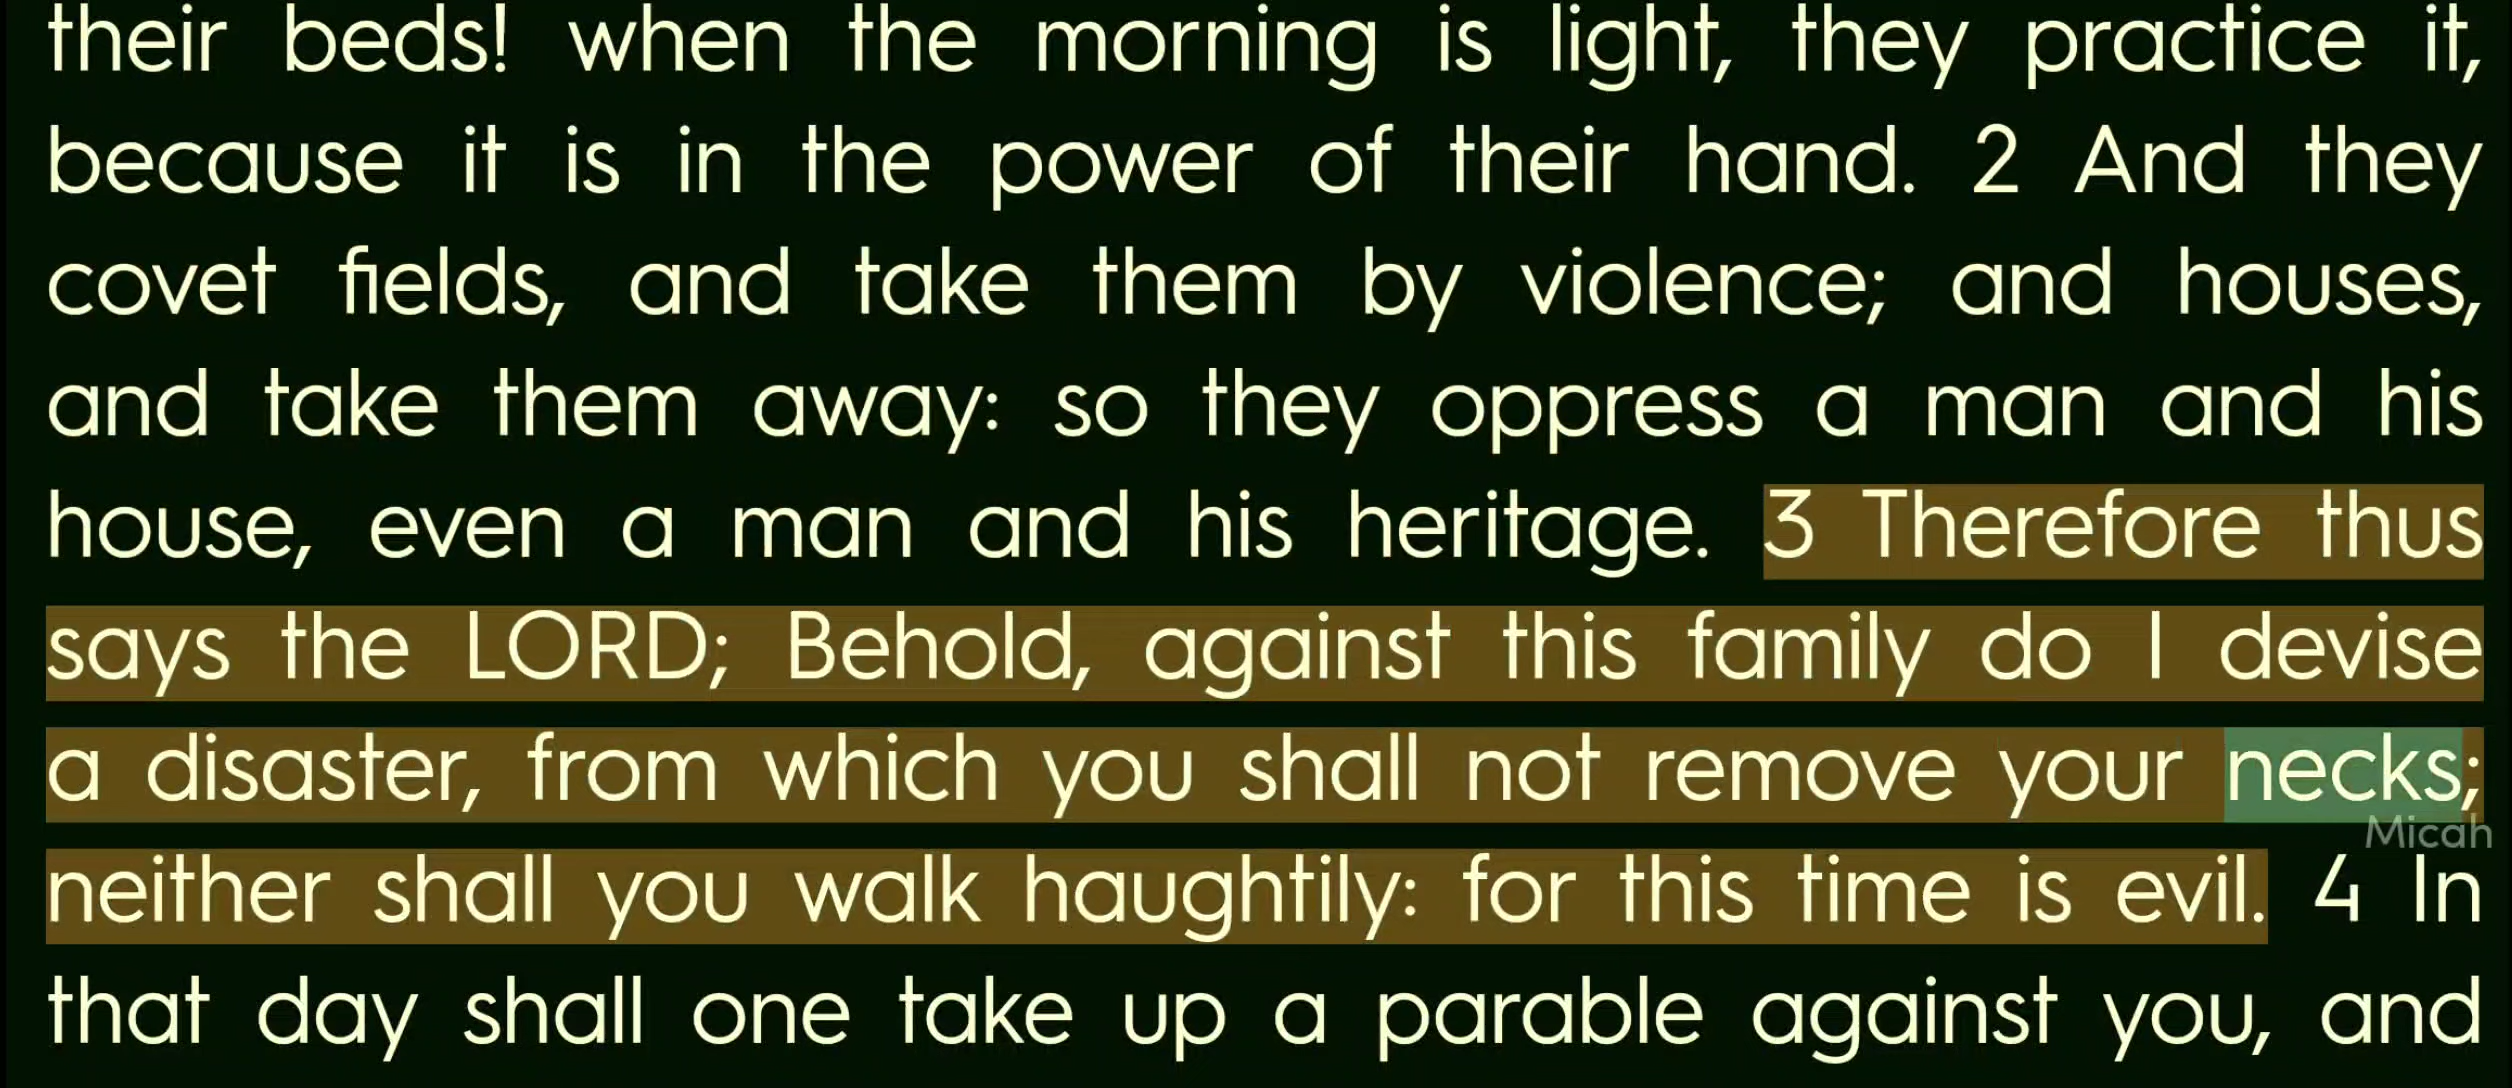 their beds! when the morning is light, they practice it,
because it is in the power of their hand. 2 And they
covet fields, and take them by violence; and houses,
and take them away: so they oppress a man and his
house, even a man and his heritage. 3 Therefore thus
says the LORD; Behold, against this family do I devise
a disaster, from which you shall not remove your necks;
Micah
neither shall you walk haughtily: for this time is evil. 4 In
that day shall one take up a parable against you, and